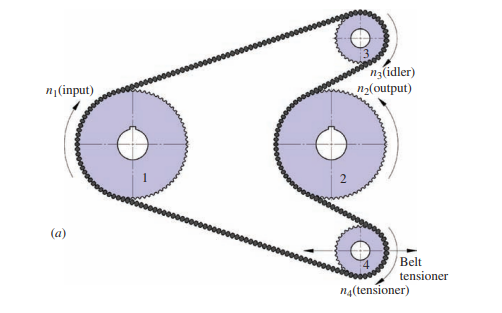 3
n₃(idler)
n₁(input)
n₂(output)
1
2
(a)
4
Belt
tensioner
n₄(tensioner)